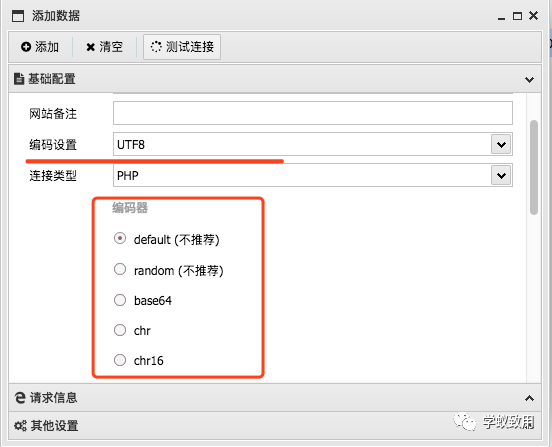 添加数据
添加 清空 测试连接
基础配置
网站备注
编码设置 UTF8
连接类型 PHP
编码器
default (不推荐)
random (不推荐)
base64
chr
chr16
请求信息
其他设置
学蚁致用